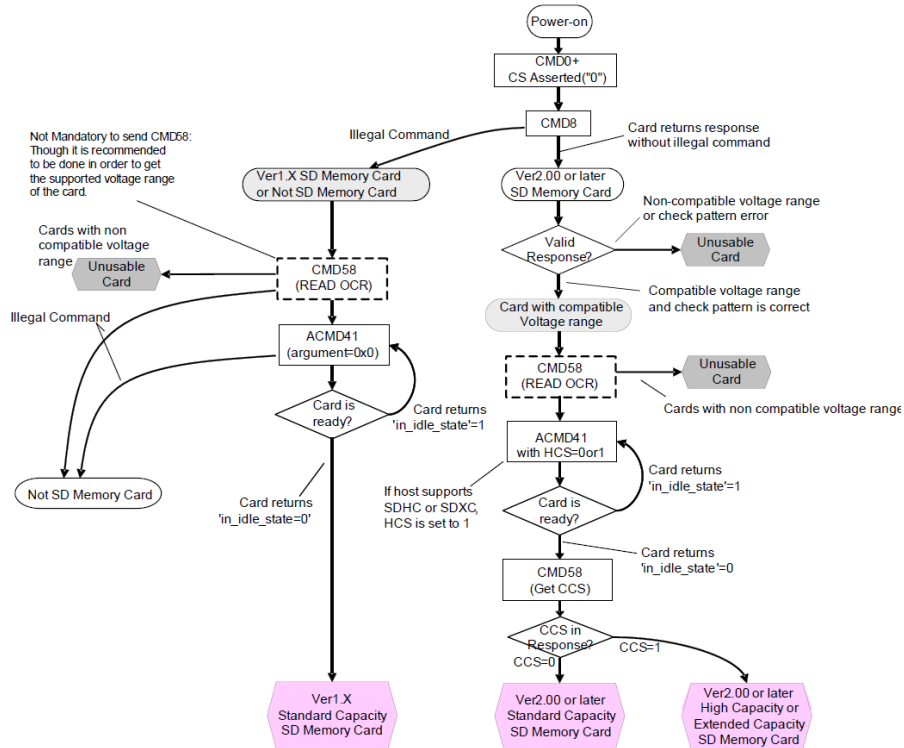 Power-on
CMD0+
CS Asserted("0")
CMD8
Illegal Command
Card returns response
without illegal command
Not Mandatory to send CMD58:
Though it is recommended
to be done in order to get
the supported voltage range
of the card.
Ver1.X SD Memory Card
or Not SD Memory Card
Ver2.00 or later
SD Memory Card
Non-compatible voltage range
or check pattern error
Cards with non
compatible voltage
range
Unusable
Card
CMD58
(READ OCR)
Valid
Response?
Unusable
Card
Compatible voltage range
and check pattern is correct
Card with compatible
Voltage range
Illegal Command
ACMD41
(argument=0x0)
CMD58
(READ OCR)
Unusable
Card
Cards with non compatible voltage range
Card is
ready?
Card returns
'in_idle_state'=1
ACMD41
with HCS=0or1
Card returns
'in_idle_state'=1
If host supports
SDHC or SDXC,
HCS is set to 1
Not SD Memory Card
Card returns
'in_idle_state=0'
Card is
ready?
Card returns
'in_idle_state'=0
CMD58
(Get CCS)
CCS in
Response?
CCS=0
CCS=1
Ver1.X
Standard Capacity
SD Memory Card
Ver2.00 or later
Standard Capacity
SD Memory Card
Ver2.00 or later
High Capacity or
Extended Capacity
SD Memory Card